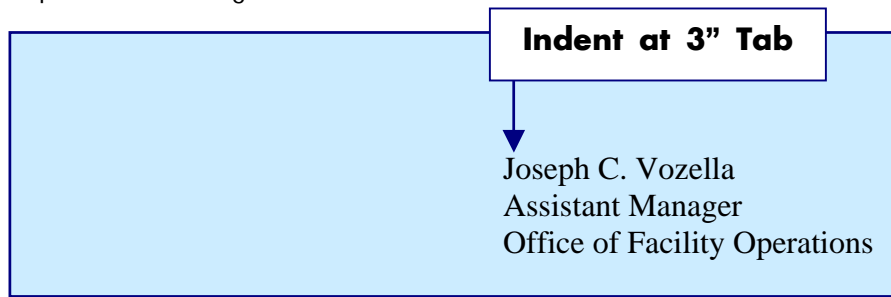 Indent at 3” Tab
Joseph C. Vozella
Assistant Manager
Office of Facility Operations